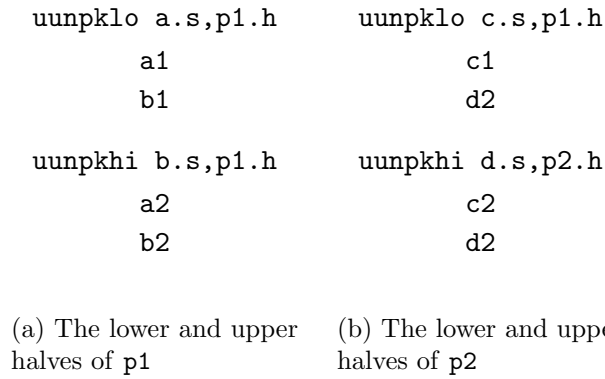 uunpklo a.s,p1.h
a1
b1
uunpkhi b.s,p1.h
a2
b2
(a) The lower and upper
halves of p1
uunpklo c.s,p1.h
c1
d2
uunpkhi d.s,p2.h
c2
d2
(b) The lower and uppe
halves of p2